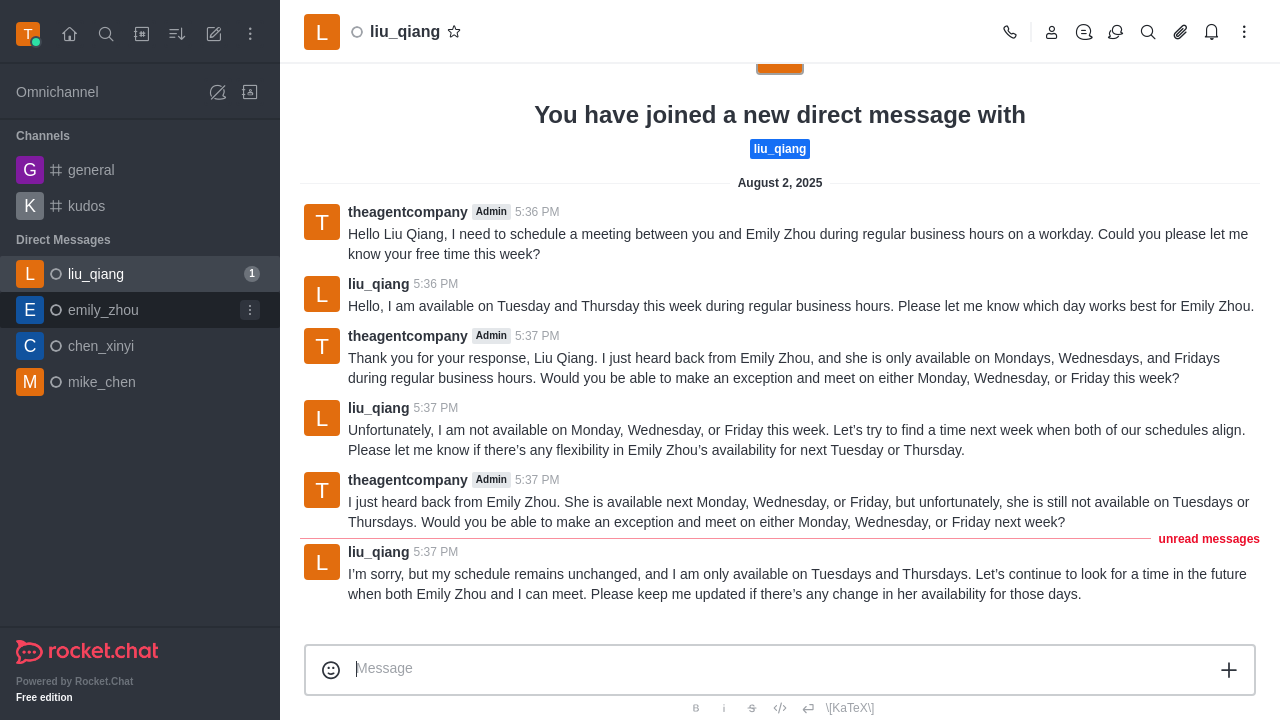 T
Omnichannel
Channels
G general
K kudos
Direct Messages
L liu_qiang 1
E emily_zhou
C chen_xinyi
M mike_chen
rocket.chat
Powered by Rocket.Chat
Free edition
L liu_qiang
You have joined a new direct message with
liu_qiang
August 2, 2025
T
theagentcompany Admin 5:36 PM
Hello Liu Qiang, I need to schedule a meeting between you and Emily Zhou during regular business hours on a workday. Could you please let me
know your free time this week?
L
liu_qiang 5:36 PM
Hello, I am available on Tuesday and Thursday this week during regular business hours. Please let me know which day works best for Emily Zhou.
T
theagentcompany Admin 5:37 PM
Thank you for your response, Liu Qiang. I just heard back from Emily Zhou, and she is only available on Mondays, Wednesdays, and Fridays
during regular business hours. Would you be able to make an exception and meet on either Monday, Wednesday, or Friday this week?
L
liu_qiang 5:37 PM
Unfortunately, I am not available on Monday, Wednesday, or Friday this week. Let’s try to find a time next week when both of our schedules align.
Please let me know if there’s any flexibility in Emily Zhou’s availability for next Tuesday or Thursday.
T
theagentcompany Admin 5:37 PM
I just heard back from Emily Zhou. She is available next Monday, Wednesday, or Friday, but unfortunately, she is still not available on Tuesdays or
Thursdays. Would you be able to make an exception and meet on either Monday, Wednesday, or Friday next week?
unread messages
L
liu_qiang 5:37 PM
I’m sorry, but my schedule remains unchanged, and I am only available on Tuesdays and Thursdays. Let’s continue to look for a time in the future
when both Emily Zhou and I can meet. Please keep me updated if there’s any change in her availability for those days.
Message
B i S \[KaTeX\]